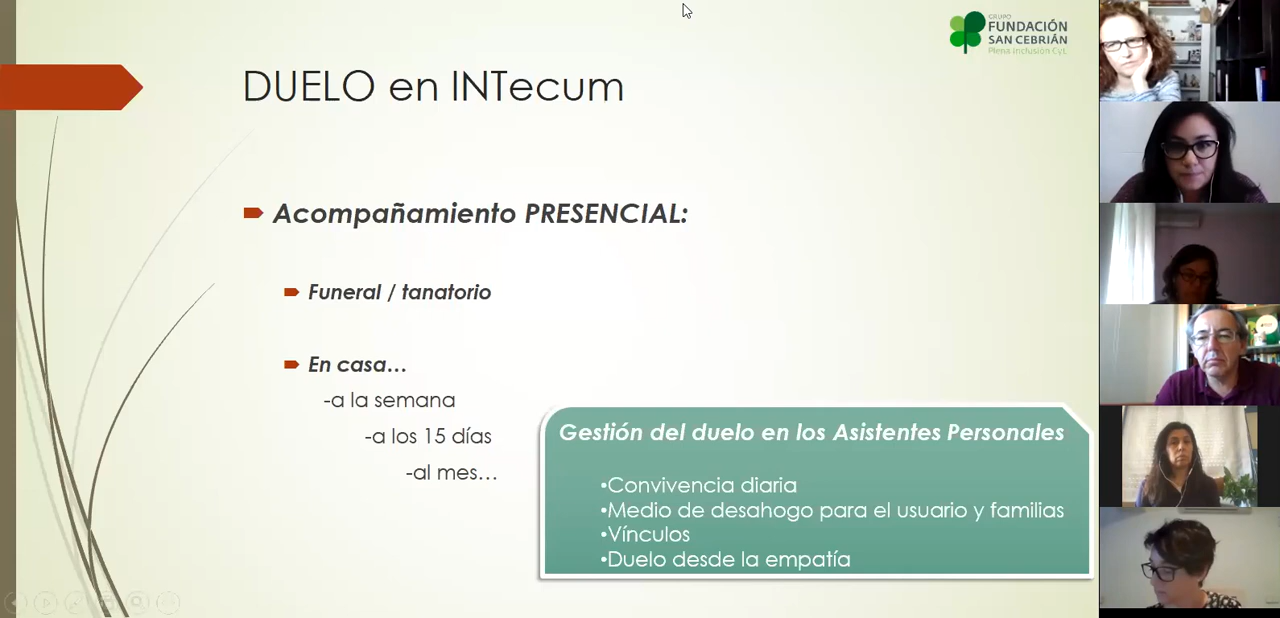 GRUPO
FUNDACIÓN
SAN CEBRIÁN
Plena inclusión CyL
DUELO en INTecum
Acompañamiento PRESENCIAL:
Funeral / tanatorio
En casa...
-a la semana
-a los 15 días
-al mes...
Gestión del duelo en los Asistentes Personales
•Convivencia diaria
•Medio de desahogo para el usuario y familias
•Vínculos
•Duelo desde la empatía